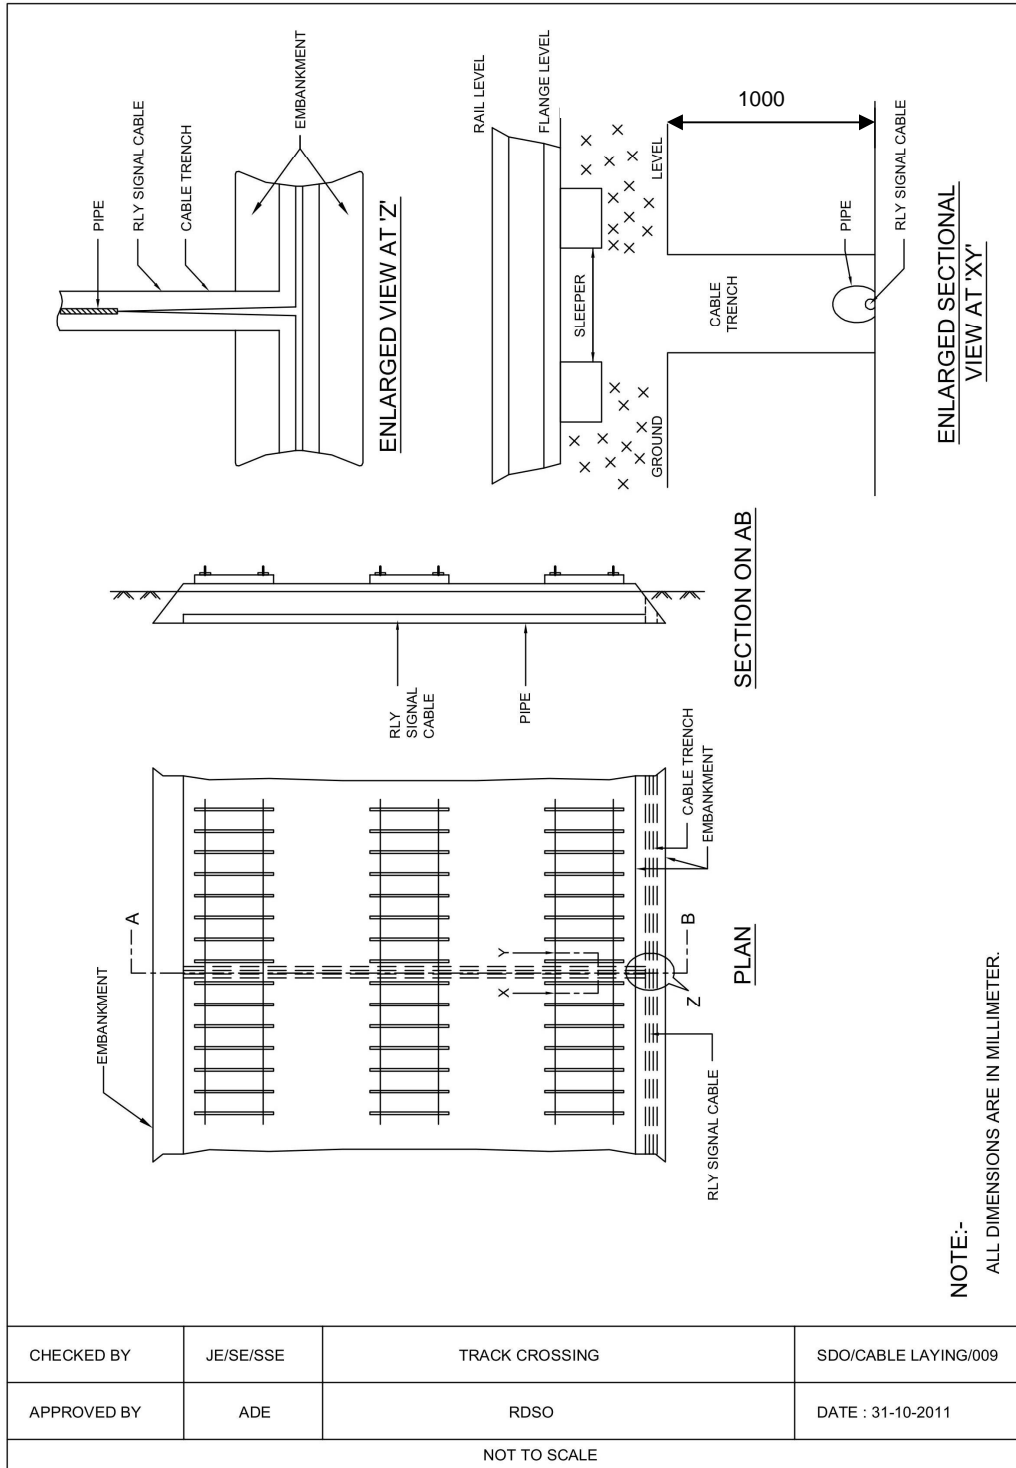 PIPE
RLY SIGNAL CABLE
CABLE TRENCH
EMBANKMENT
ENLARGED VIEW AT 'Z'
RAIL LEVEL
FLANGE LEVEL
SLEEPER
GROUND
LEVEL
1000
CABLE
TRENCH
PIPE
RLY SIGNAL CABLE
ENLARGED SECTIONAL
VIEW AT 'XY'
RLY
SIGNAL
CABLE
PIPE
SECTION ON AB
EMBANKMENT
A
X
Y
Z
B
CABLE TRENCH
EMBANKMENT
RLY SIGNAL CABLE
PLAN
NOTE:-
ALL DIMENSIONS ARE IN MILLIMETER.
CHECKED BY
JE/SE/SSE
TRACK CROSSING
SDO/CABLE LAYING/009
APPROVED BY
ADE
RDSO
DATE : 31-10-2011
NOT TO SCALE